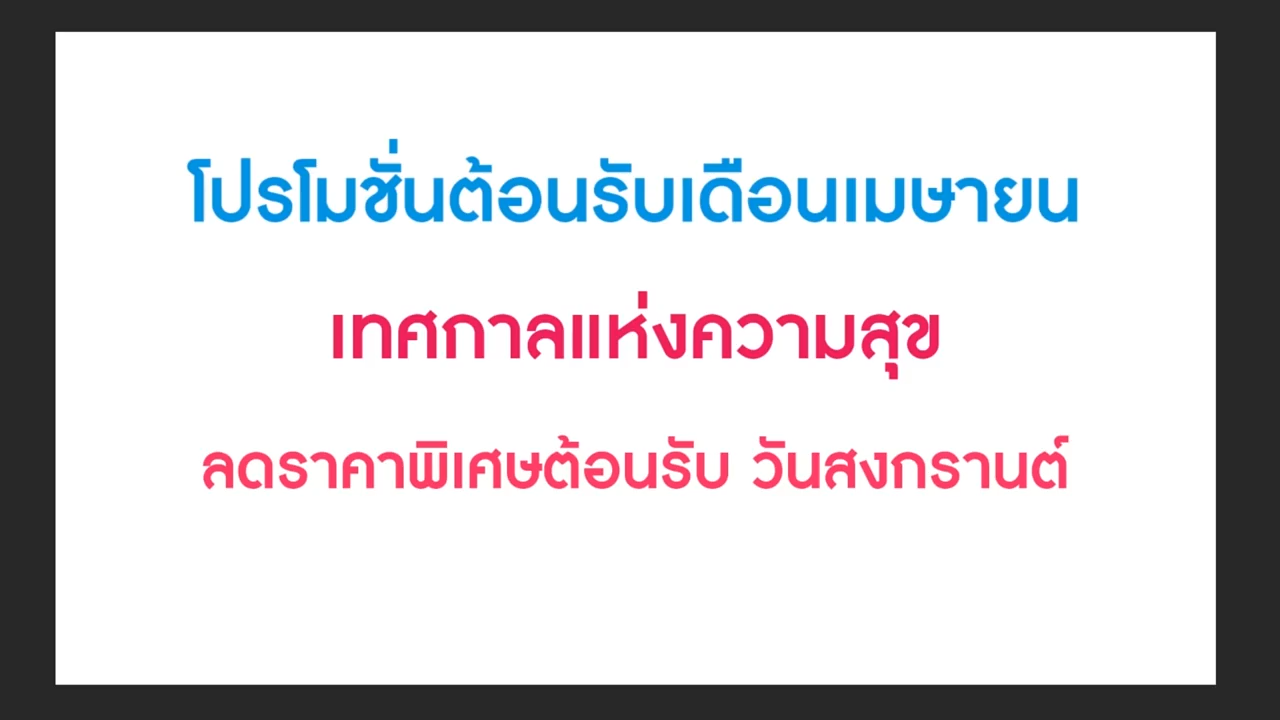 โปรโมชั่นต้อนรับเดือนเมษายน
เทศกาลแห่งความสุข
ลดราคาพิเศษต้อนรับ วันสงกรานต์